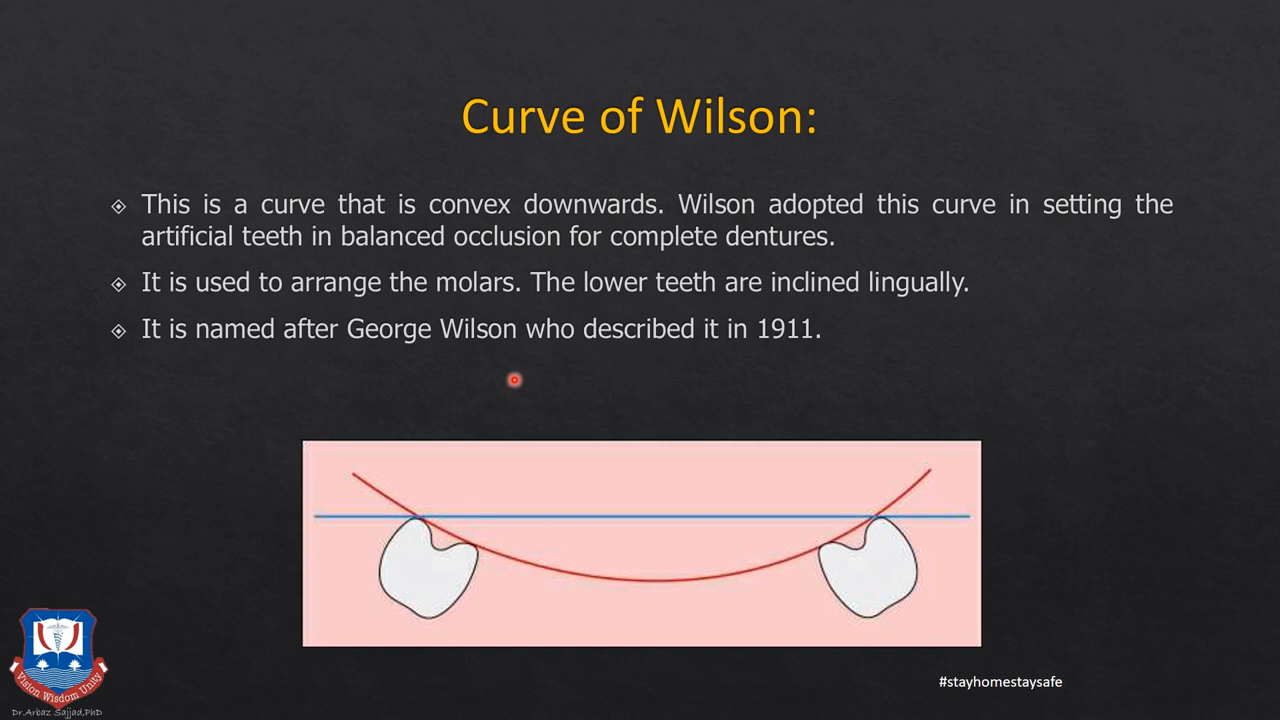 Curve of Wilson:
This is a curve that is convex downwards. Wilson adopted this curve in setting the
artificial teeth in balanced occlusion for complete dentures.
It is used to arrange the molars. The lower teeth are inclined lingually.
It is named after George Wilson who described it in 1911.
Vision Wisdom Unity
Dr.Arbaz Sajjad,PhD
#stayhomestaysafe